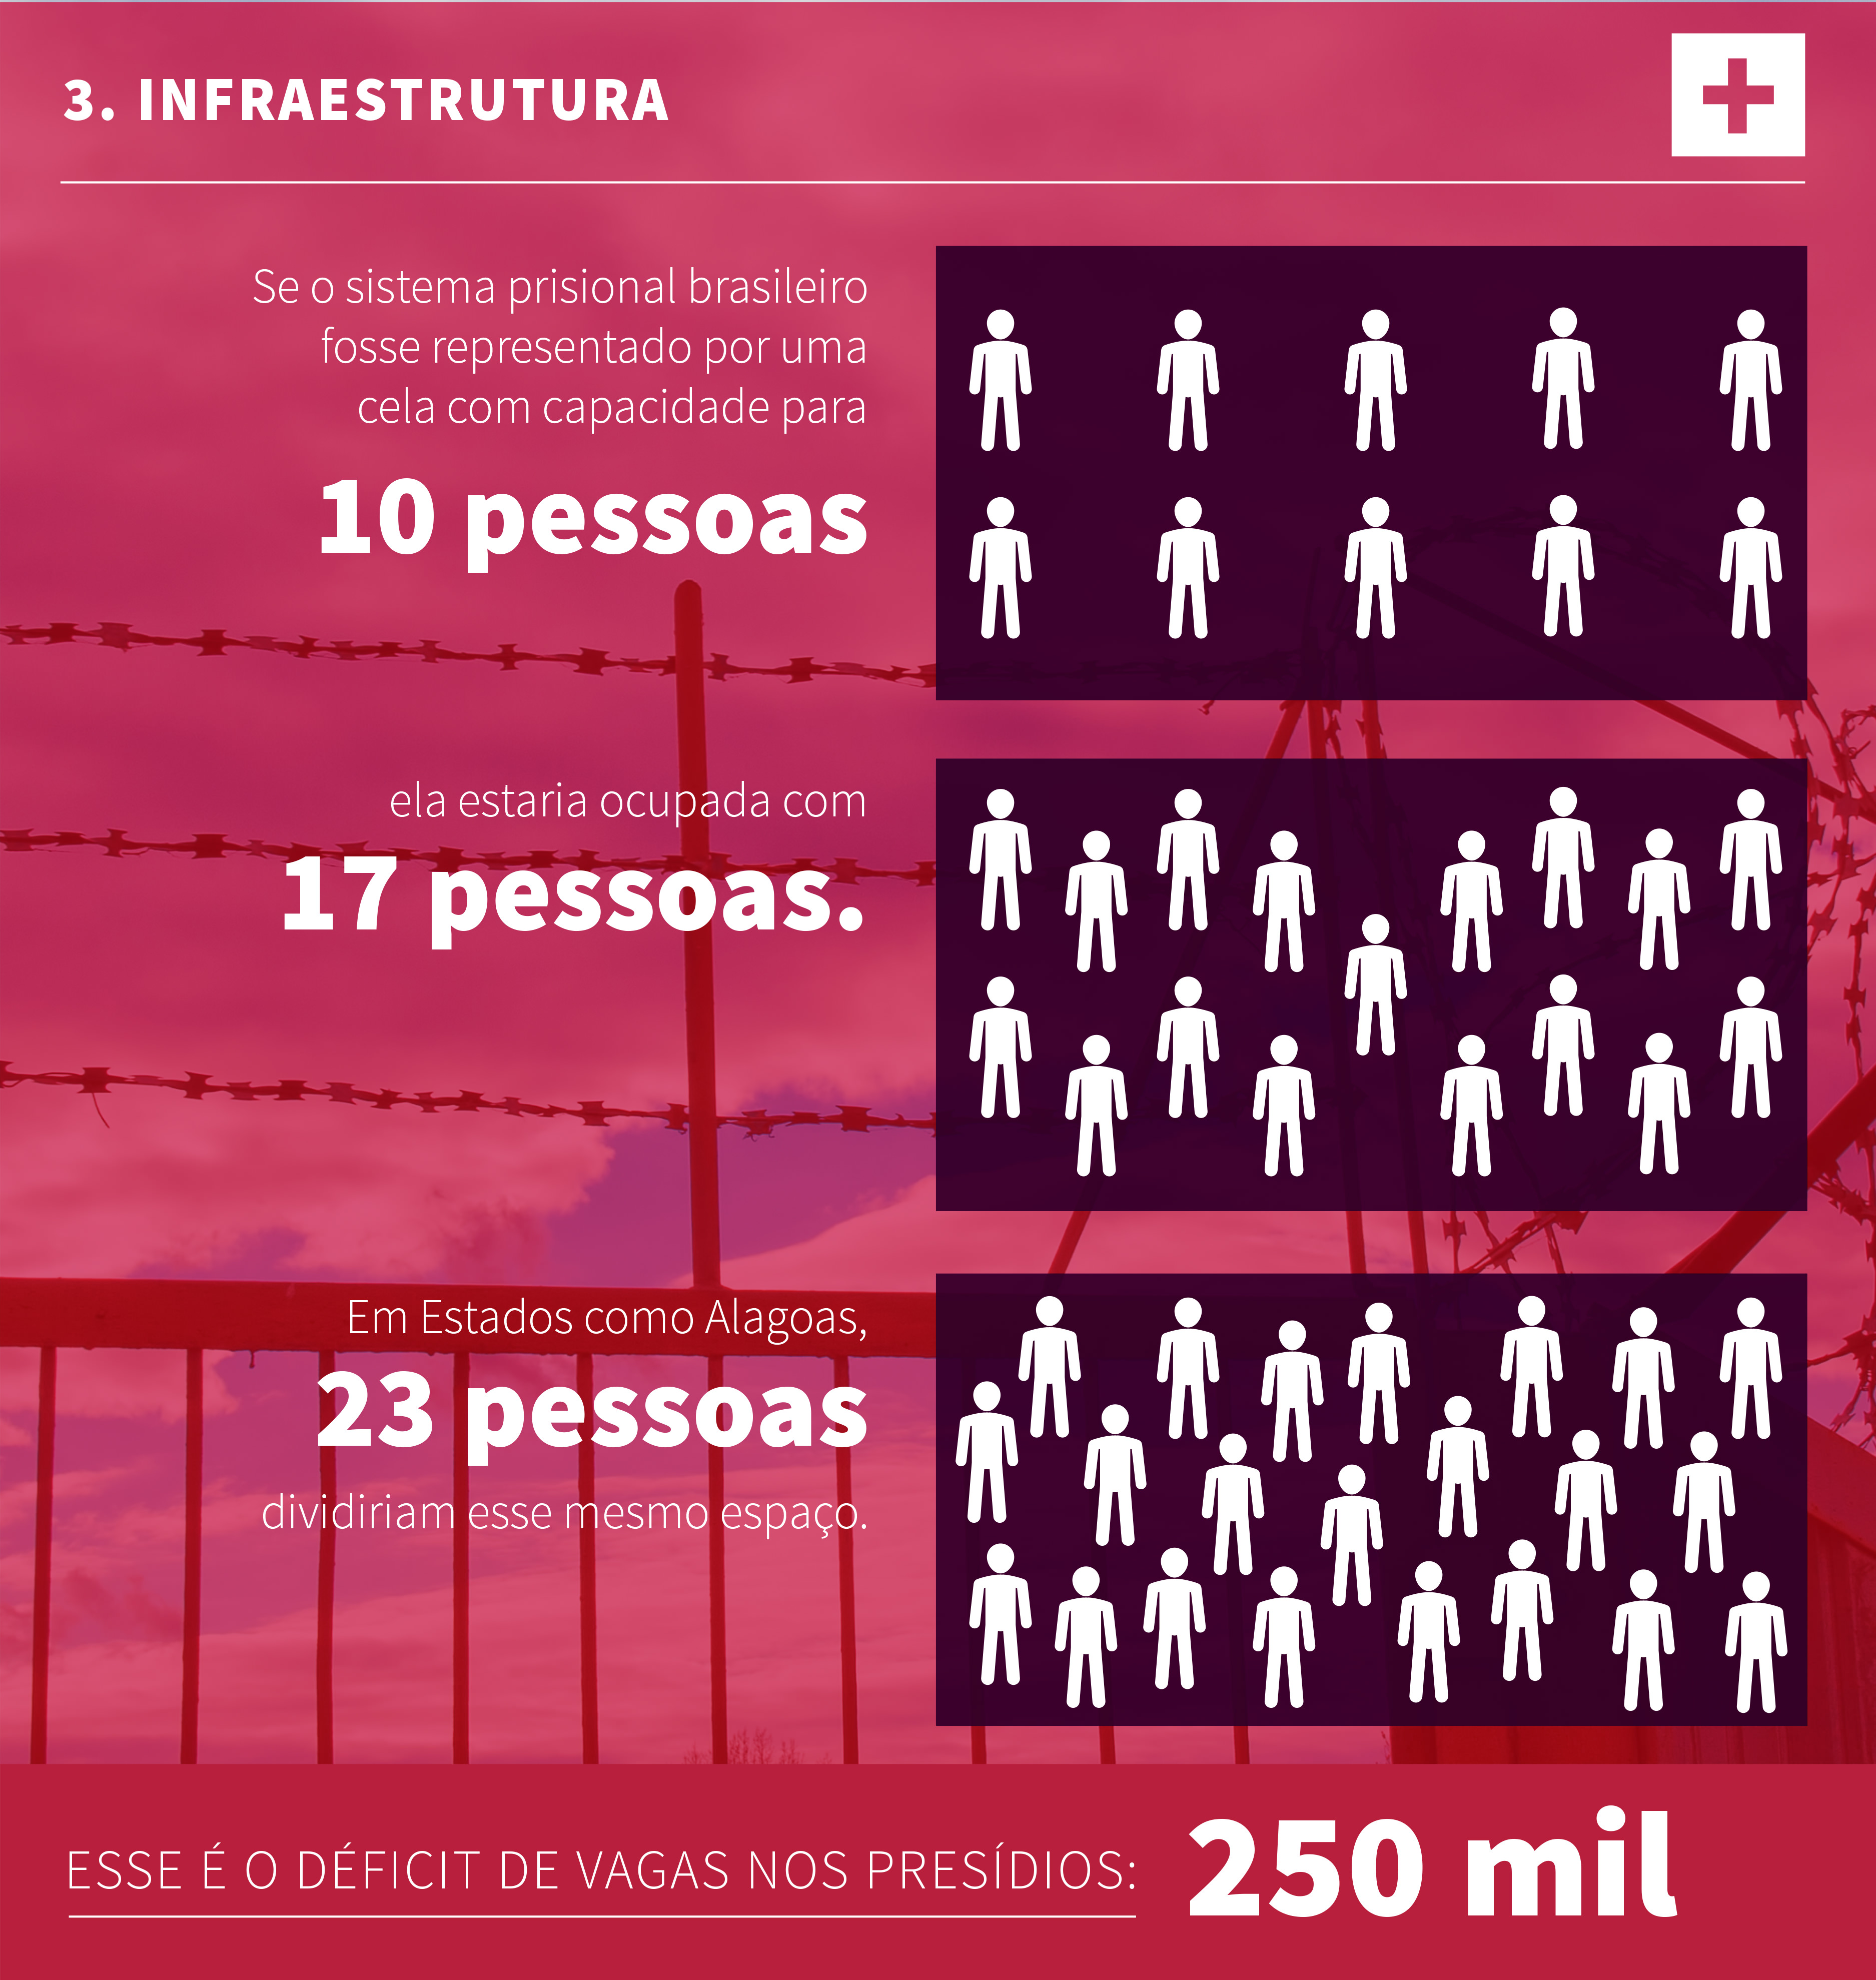 3. INFRAESTRUTURA
Se o sistema prisional brasileiro
fosse representado por uma
cela com capacidade para
10 pessoas
ela estaria ocupada com
17 pessoas.
Em Estados como Alagoas,
23 pessoas
dividiriam esse mesmo espaço.
ESSE É O DÉFICIT DE VAGAS NOS PRESÍDIOS: 250 mil